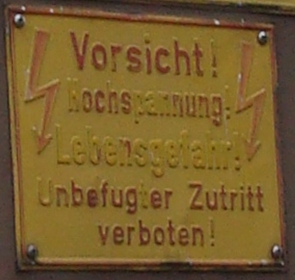 Vorsicht!
Hochspannung!
Lebensgefahr!
Unbefugter Zutritt
verboten!